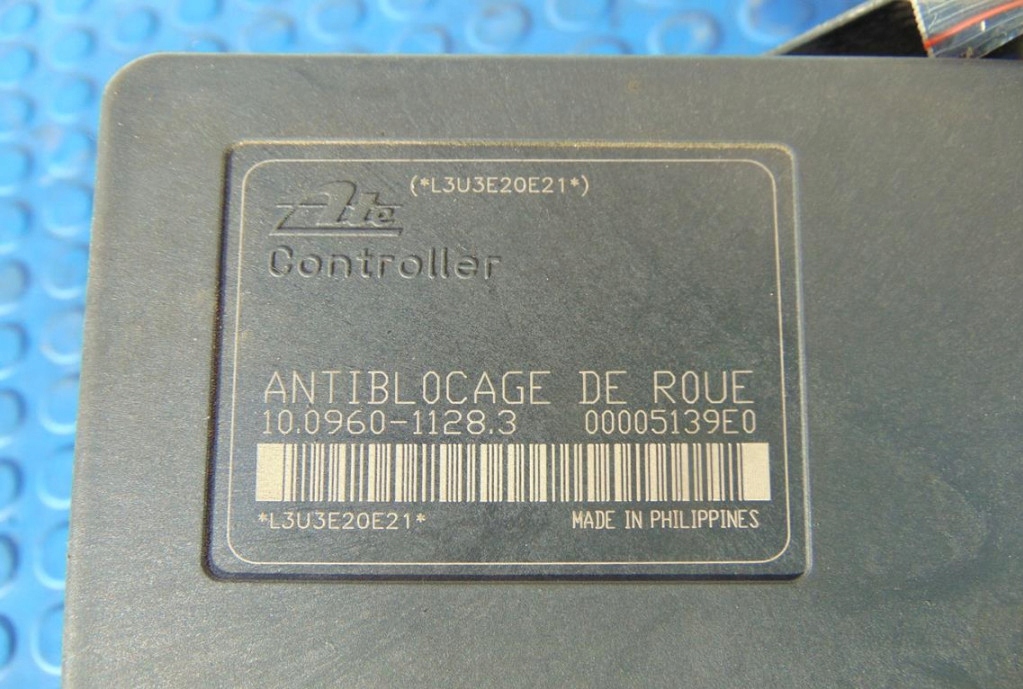 (*L3U3E20E21*)
Ate
Controller
ANTIBLOCAGE DE ROUE
10.0960-1128.3 00005139E0
*L3U3E20E21* MADE IN PHILIPPINES